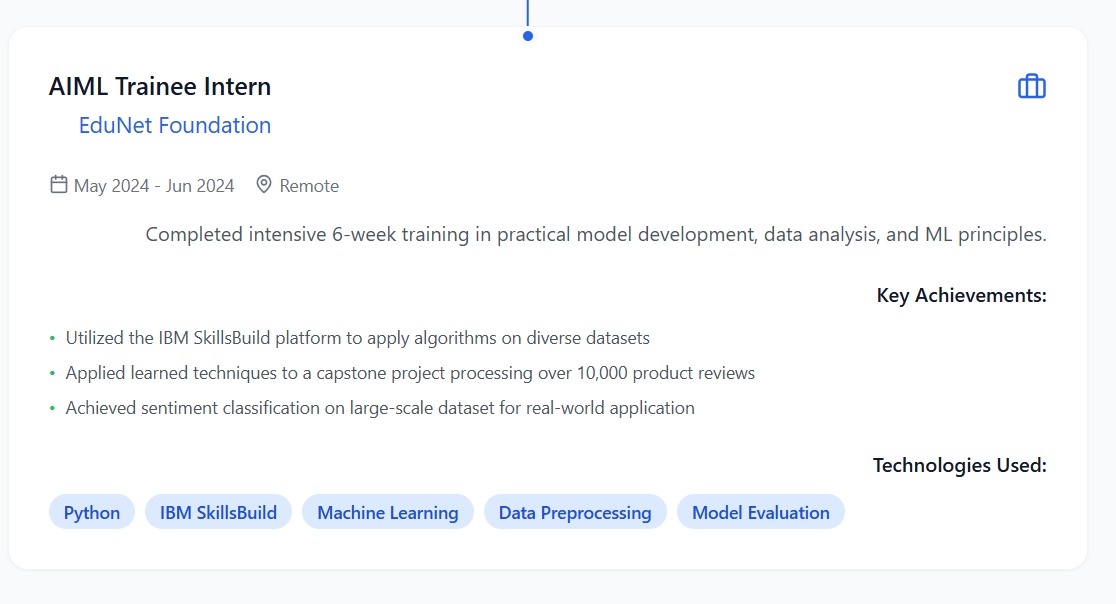 AIML Trainee Intern
EduNet Foundation
May 2024 - Jun 2024 Remote
Completed intensive 6-week training in practical model development, data analysis, and ML principles.
Key Achievements:
• Utilized the IBM SkillsBuild platform to apply algorithms on diverse datasets
• Applied learned techniques to a capstone project processing over 10,000 product reviews
• Achieved sentiment classification on large-scale dataset for real-world application
Technologies Used:
Python IBM SkillsBuild Machine Learning Data Preprocessing Model Evaluation